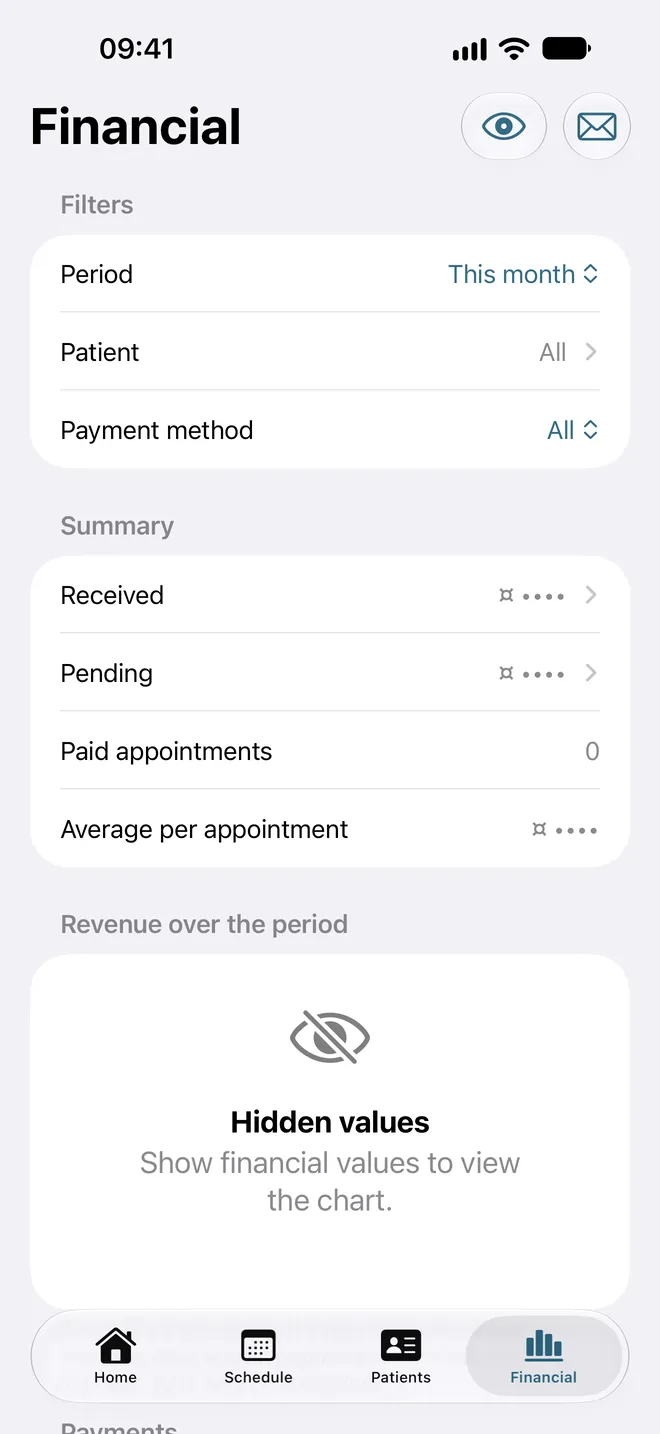 09:41
Financial
Filters
Period This month
Patient All
Payment method All
Summary
Received ¤ ••••
Pending ¤ ••••
Paid appointments 0
Average per appointment ¤ ••••
Revenue over the period
Hidden values
Show financial values to view
the chart.
Home Schedule Patients Financial
Payments